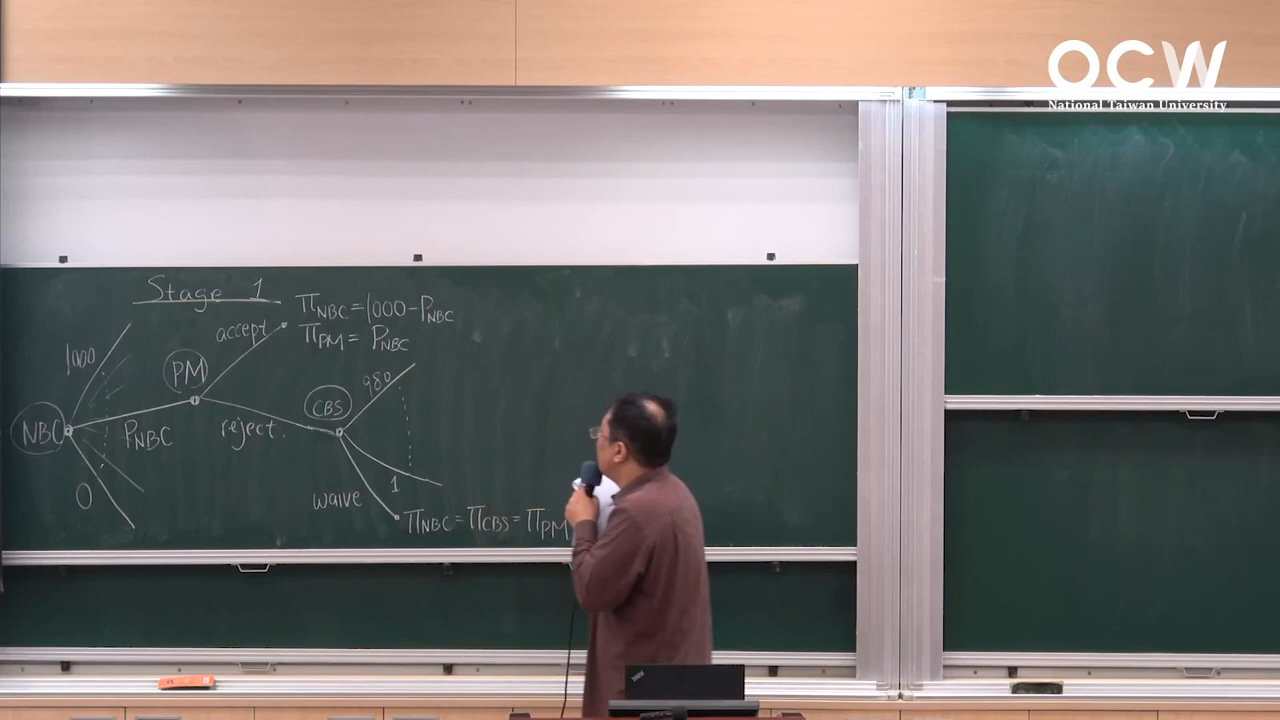 OCW
National Taiwan University
Stage 1
π_NBC = 1000 - P_NBC
π_PM = P_NBC
accept
1000
PM
980
CBS
NBC
P_NBC
reject.
0
waive
1
π_NBC = π_CBS = π_PM